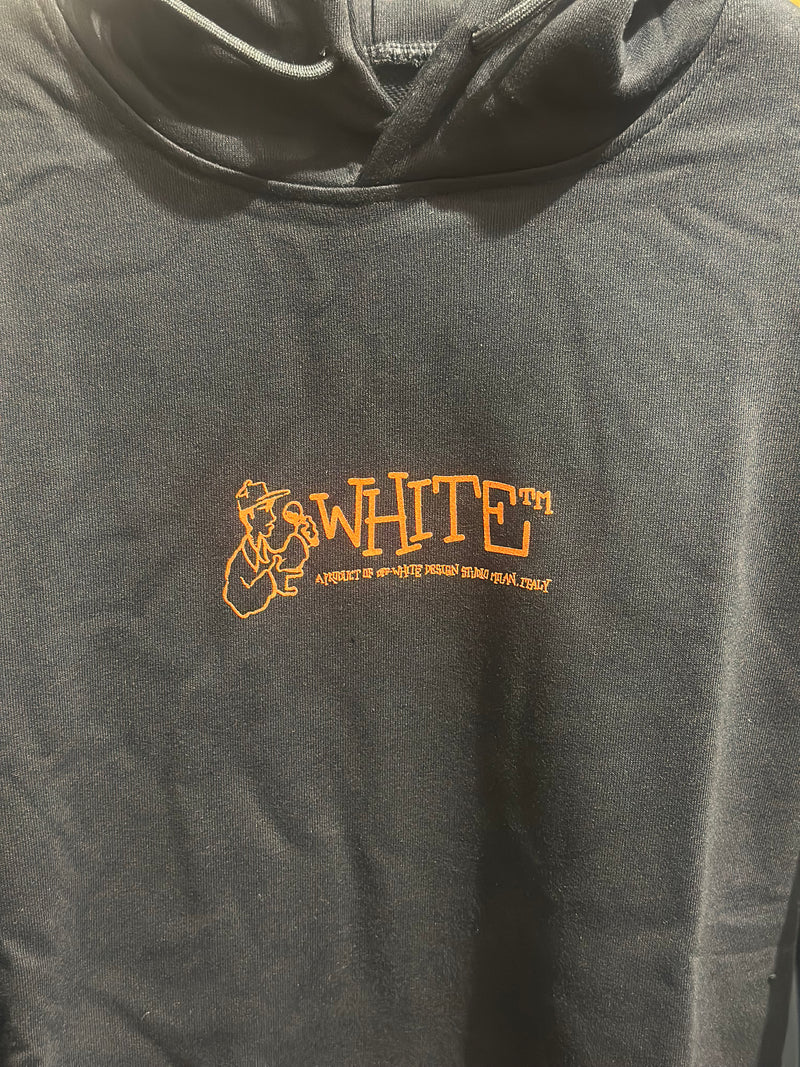 WHITE™
A PRODUCT OF OFF-WHITE DESIGN STUDIO MILAN, ITALY